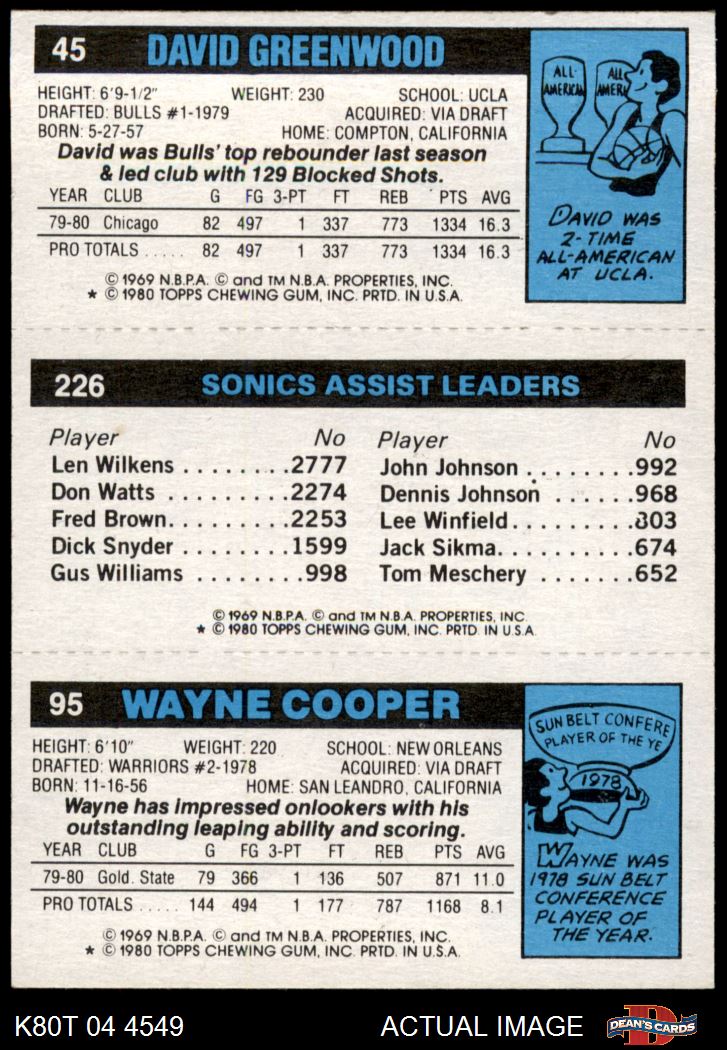 45 DAVID GREENWOOD
HEIGHT: 6'9-1/2" WEIGHT: 230 SCHOOL: UCLA
DRAFTED: BULLS #1-1979 ACQUIRED: VIA DRAFT
BORN: 5-27-57 HOME: COMPTON, CALIFORNIA
David was Bulls' top rebounder last season
& led club with 129 Blocked Shots.
YEAR CLUB G FG 3-PT FT REB PTS AVG
79-80 Chicago 82 497 1 337 773 1334 16.3
PRO TOTALS ..... 82 497 1 337 773 1334 16.3
© 1969 N.B.P.A. © and TM N.B.A. PROPERTIES, INC.
* © 1980 TOPPS CHEWING GUM, INC. PRTD. IN U.S.A.
ALL- ALL
AMERICA AMERI
DAVID WAS
2-TIME
ALL-AMERICAN
AT UCLA.
226 SONICS ASSIST LEADERS
Player No Player No
Len Wilkens ........2777 John Johnson ........992
Don Watts .........2274 Dennis Johnson ......968
Fred Brown.........2253 Lee Winfield.........803
Dick Snyder ........1599 Jack Sikma..........674
Gus Williams ........998 Tom Meschery .......652
© 1969 N.B.P.A. © and TM N.B.A. PROPERTIES, INC.
* © 1980 TOPPS CHEWING GUM, INC. PRTD. IN U.S.A.
95 WAYNE COOPER
HEIGHT: 6'10" WEIGHT: 220 SCHOOL: NEW ORLEANS
DRAFTED: WARRIORS #2-1978 ACQUIRED: VIA DRAFT
BORN: 11-16-56 HOME: SAN LEANDRO, CALIFORNIA
Wayne has impressed onlookers with his
outstanding leaping ability and scoring.
YEAR CLUB G FG 3-PT FT REB PTS AVG
79-80 Gold. State 79 366 1 136 507 871 11.0
PRO TOTALS ..... 144 494 1 177 787 1168 8.1
© 1969 N.B.P.A. © and TM N.B.A. PROPERTIES, INC.
* © 1980 TOPPS CHEWING GUM, INC. PRTD. IN U.S.A.
SUN BELT CONFERE
PLAYER OF THE YE
1978
WAYNE WAS
1978 SUN BELT
CONFERENCE
PLAYER OF
THE YEAR.
K80T 04 4549 ACTUAL IMAGE D DEAN'S CARDS